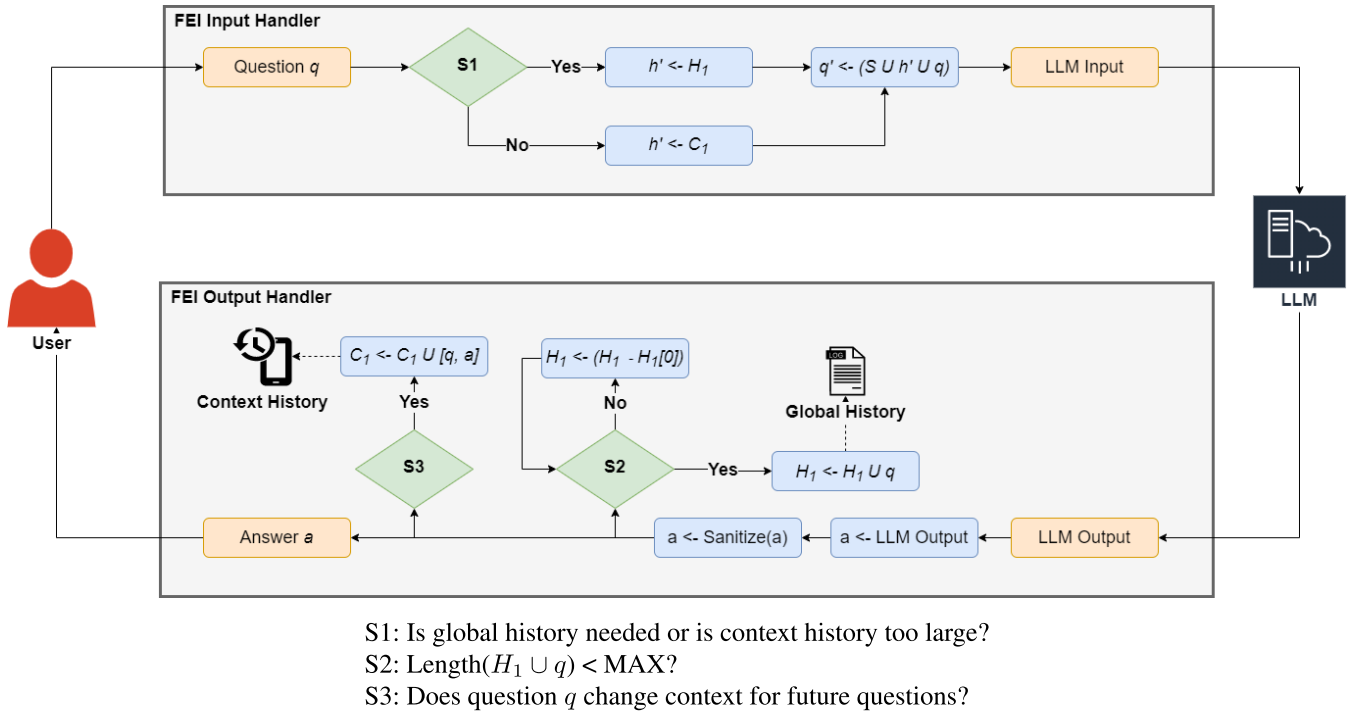 FEI Input Handler
Question q
S1
Yes
h' <- H₁
q' <- (S U h' U q)
LLM Input
No
h' <- C₁
User
LLM
FEI Output Handler
Context History
C₁ <- C₁ U [q, a]
Yes
S3
H₁ <- (H₁ - H₁[0])
No
S2
Yes
LOG
Global History
H₁ <- H₁ U q
Answer a
a <- Sanitize(a)
a <- LLM Output
LLM Output
S1: Is global history needed or is context history too large?
S2: Length(H₁ ∪ q) < MAX?
S3: Does question q change context for future questions?